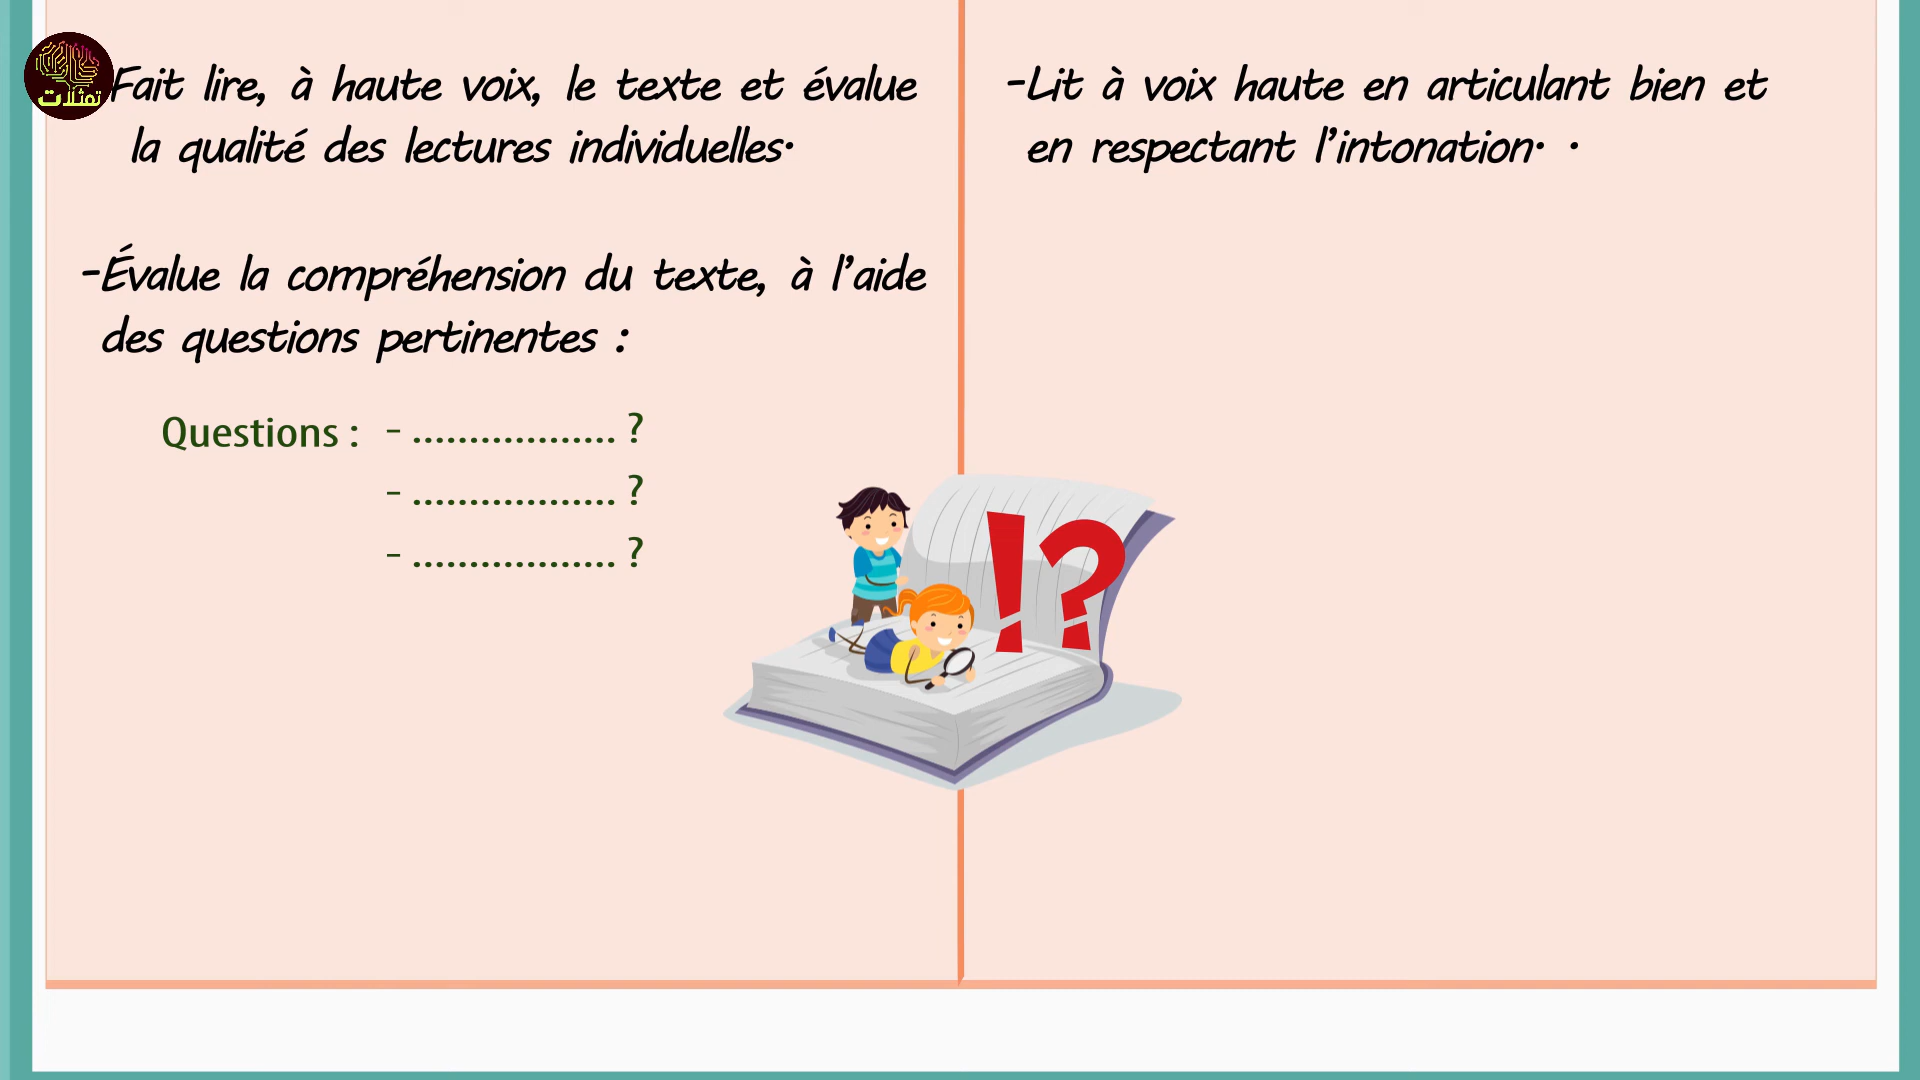 تمثلات
Fait lire, à haute voix, le texte et évalue
la qualité des lectures individuelles.
-Évalue la compréhension du texte, à l'aide
des questions pertinentes :
Questions : - .................. ?
- .................. ?
- .................. ?
-Lit à voix haute en articulant bien et
en respectant l'intonation. .
!?